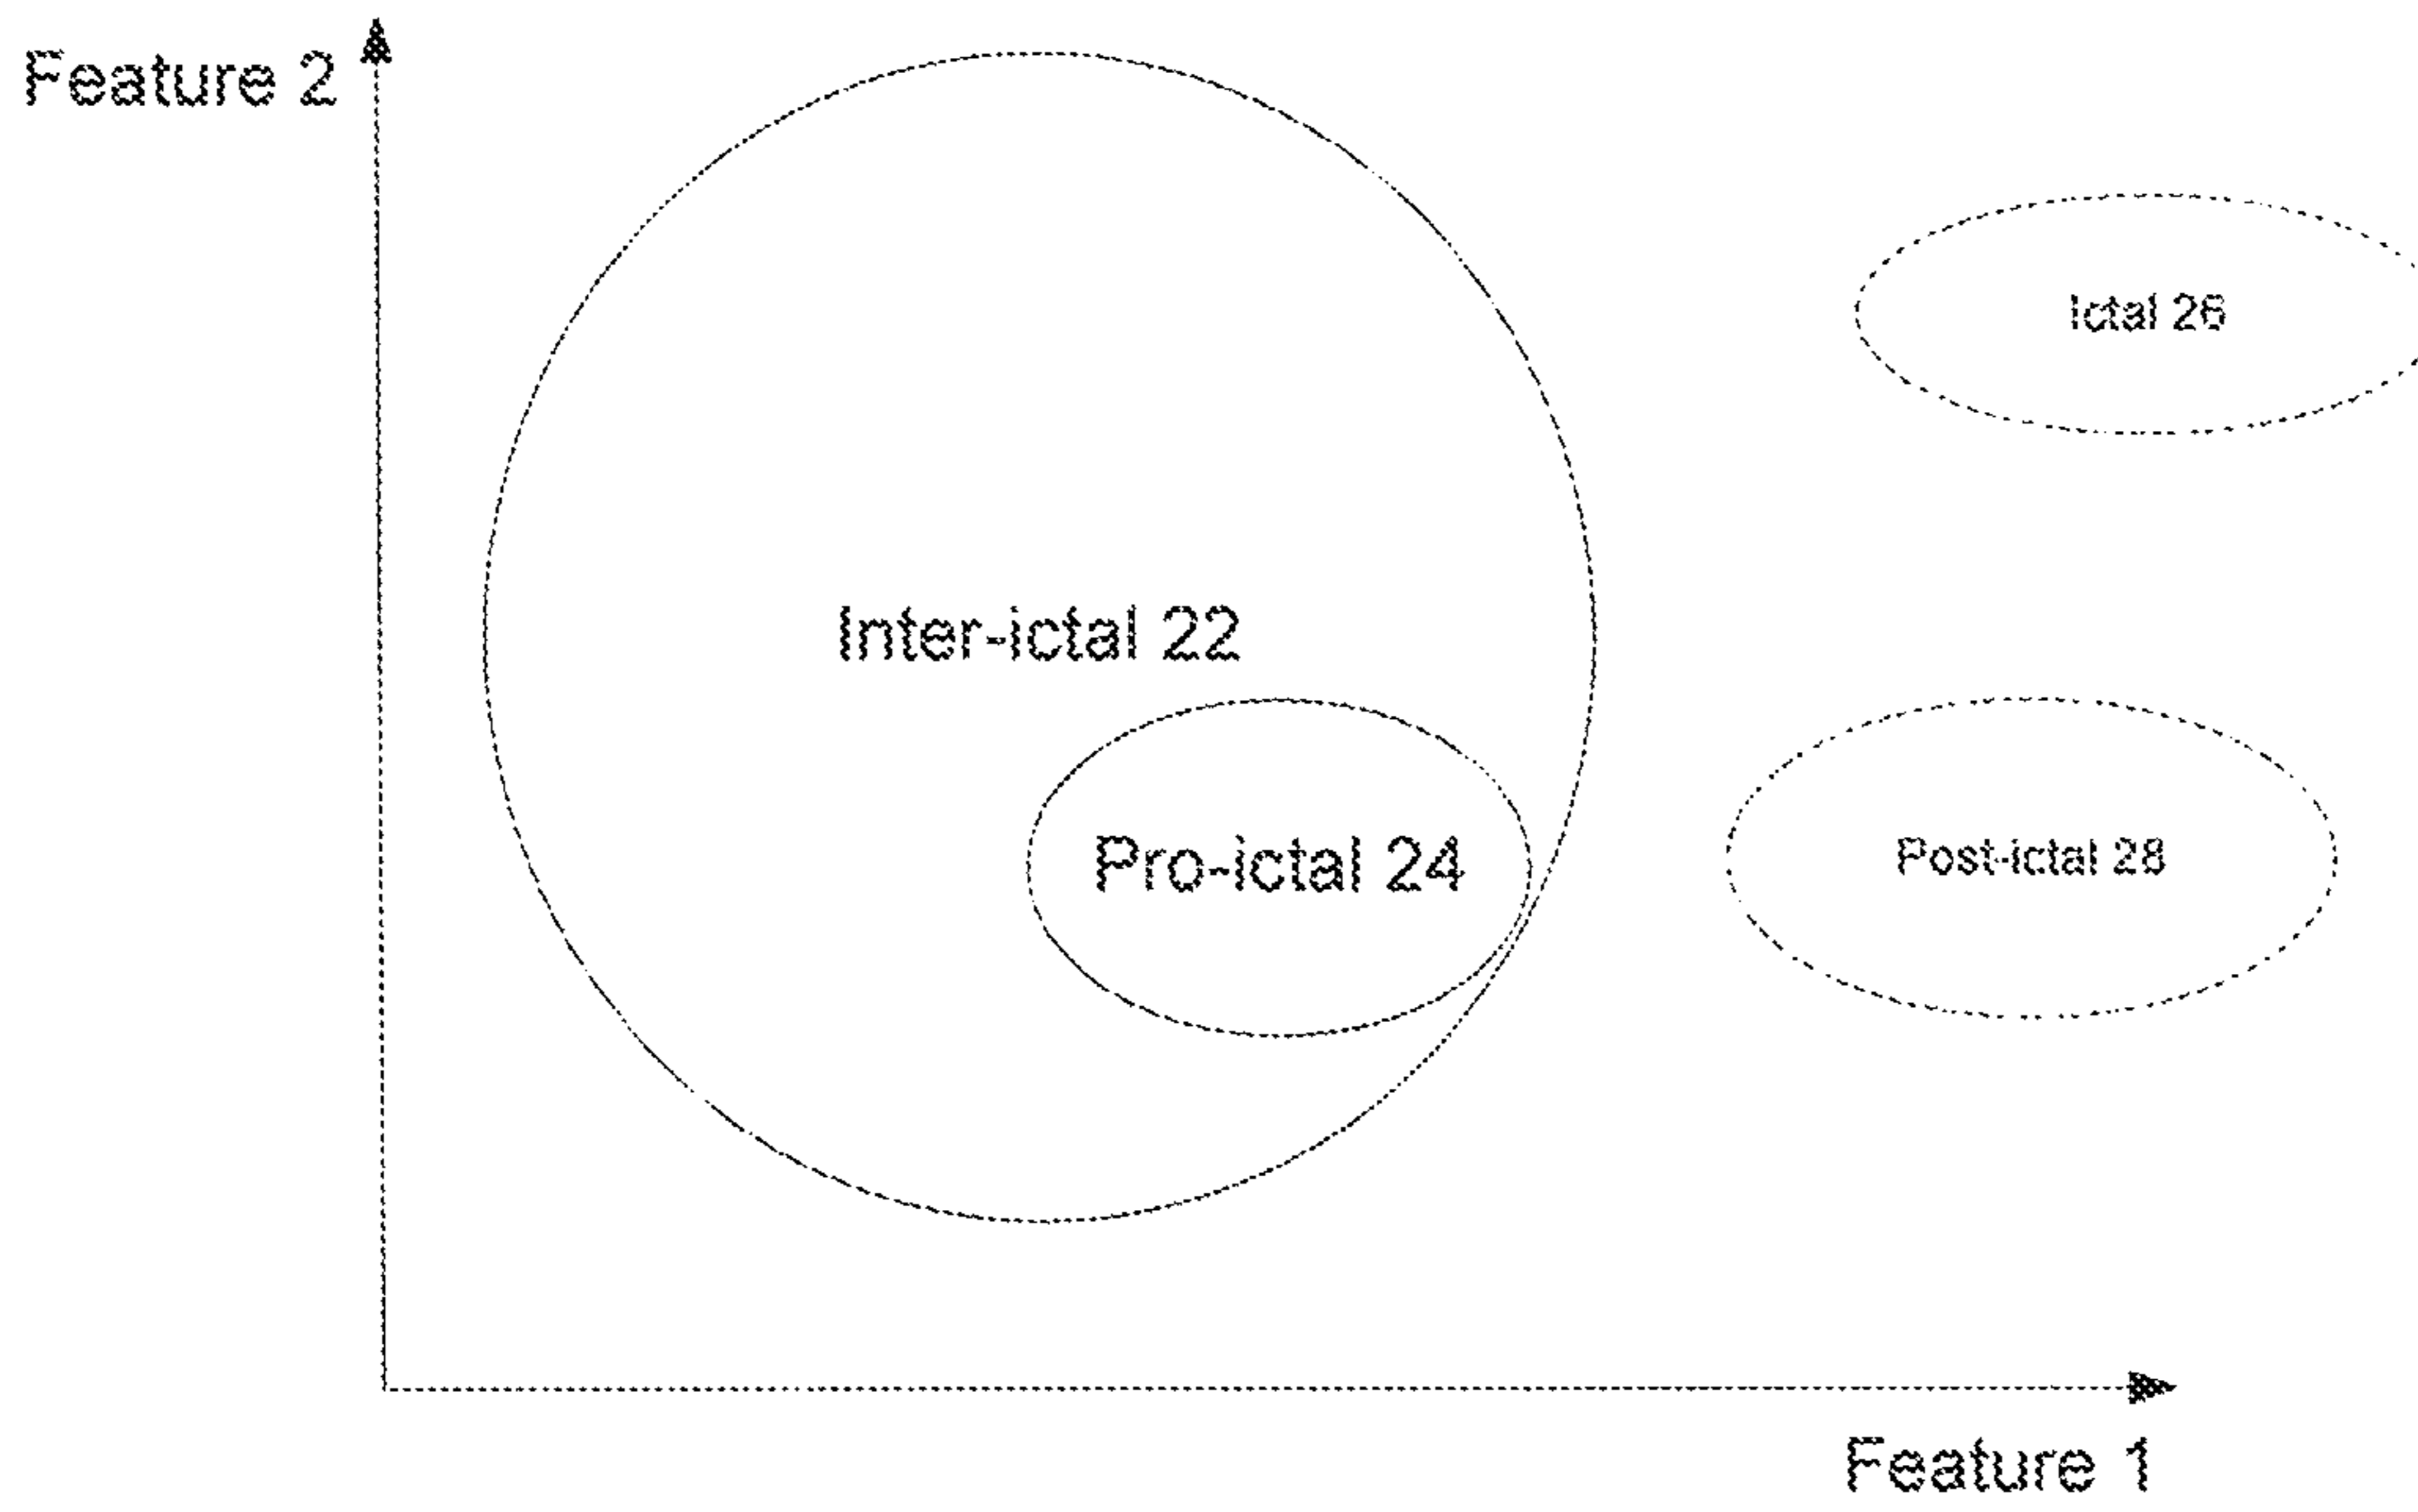 Feature 2
Ictal 26
Inter-ictal 22
Pro-ictal 24
Post-ictal 28
Feature 1